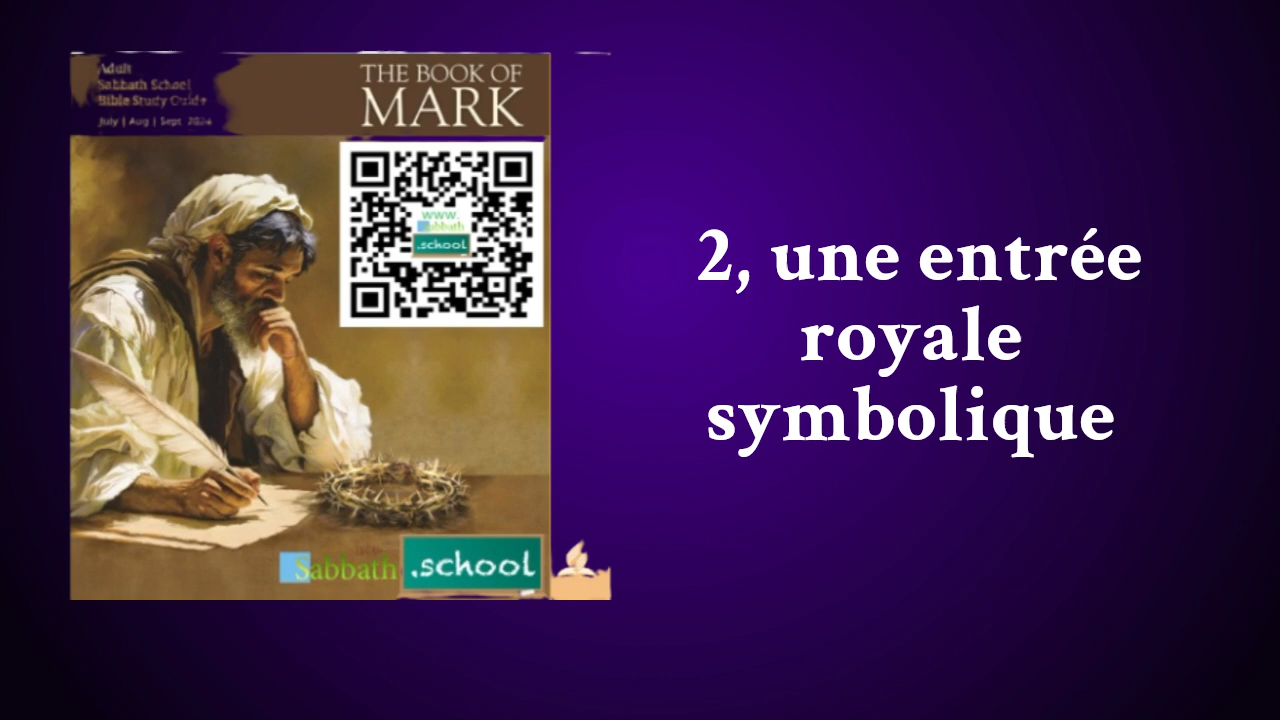 Adult
Sabbath School
Bible Study Guide
July | Aug | Sept 2024
THE BOOK OF
MARK
www.
Sabbath
.school
2, une entrée
royale
symbolique
Sabbath .school